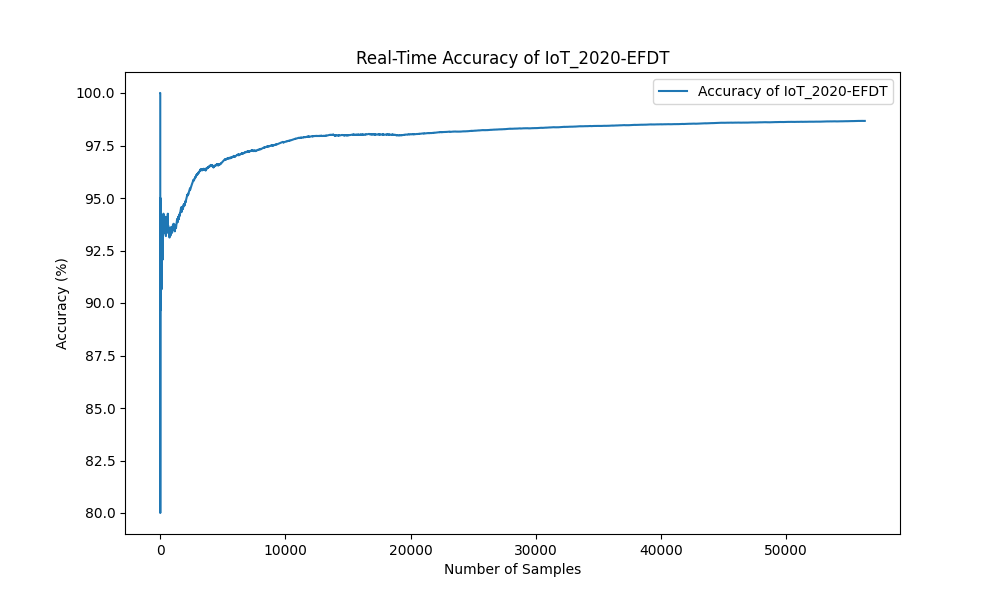 Real-Time Accuracy of IoT_2020-EFDT
Accuracy of IoT_2020-EFDT
100.0
97.5
95.0
92.5
90.0
87.5
85.0
82.5
80.0
Accuracy (%)
0 10000 20000 30000 40000 50000
Number of Samples